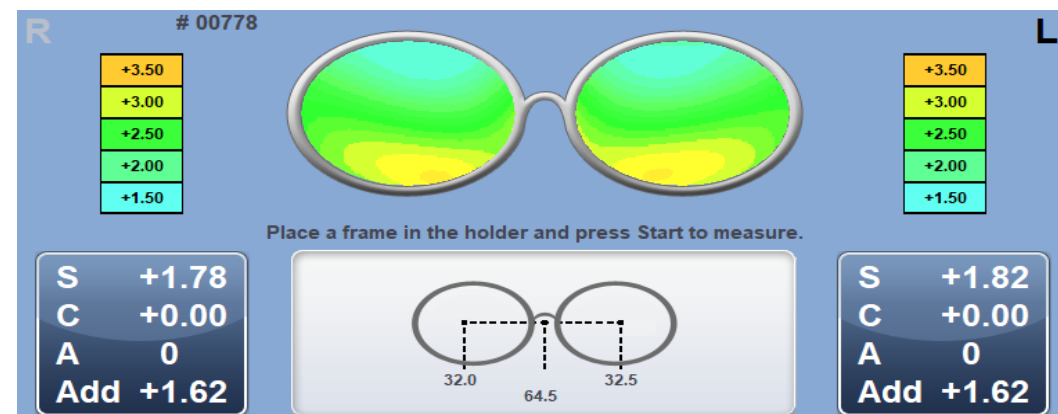 R # 00778 L
+3.50 +3.50
+3.00 +3.00
+2.50 +2.50
+2.00 +2.00
+1.50 +1.50
Place a frame in the holder and press Start to measure.
S +1.78
C +0.00
A 0
Add +1.62
32.0 32.5
64.5
S +1.82
C +0.00
A 0
Add +1.62